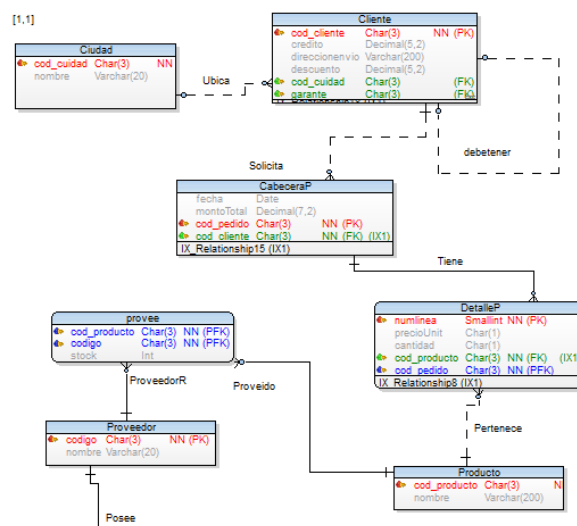 [1,1]
Cliente
cod_cliente Char(3) NN (PK)
credito Decimal(5,2)
direccionenvio Varchar(200)
descuento Decimal(5,2)
cod_cuidad Char(3) (FK)
garante Char(3) (FK)
Ciudad
cod_cuidad Char(3) NN
nombre Varchar(20)
Ubica
debetener
Solicita
CabeceraP
fecha Date
montoTotal Decimal(7,2)
cod_pedido Char(3) NN (PK)
cod_cliente Char(3) NN (FK) (IX1)
IX_Relationship15 (IX1)
Tiene
DetalleP
numlinea Smallint NN (PK)
precioUnit Char(1)
cantidad Char(1)
cod_producto Char(3) NN (FK) (IX1
cod_pedido Char(3) NN (PFK)
IX_Relationship8 (IX1)
provee
cod_producto Char(3) NN (PFK)
codigo Char(3) NN (PFK)
stock Int
ProveedorR
Proveido
Pertenece
Proveedor
codigo Char(3) NN (PK)
nombre Varchar(20)
Producto
cod_producto Char(3) N
nombre Varchar(200)
Posee